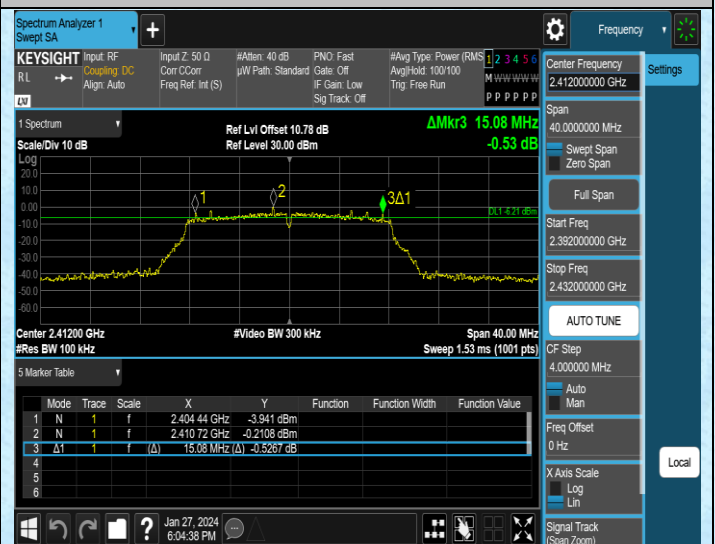 Spectrum Analyzer 1
Swept SA
Frequency
KEYSIGHT
RL
LW
Input: RF
Coupling: DC
Align: Auto
Input Z: 50 Ω
Corr CCorr
Freq Ref: Int (S)
#Atten: 40 dB
µW Path: Standard
PNO: Fast
Gate: Off
IF Gain: Low
Sig Track: Off
#Avg Type: Power (RMS)
Avg|Hold: 100/100
Trig: Free Run
1 2 3 4 5 6
M W W W W W
P P P P P P
Center Frequency
2.412000000 GHz
Settings
Span
40.0000000 MHz
Swept Span
Zero Span
Full Span
Start Freq
2.392000000 GHz
Stop Freq
2.432000000 GHz
AUTO TUNE
CF Step
4.000000 MHz
Auto
Man
Freq Offset
0 Hz
X Axis Scale
Log
Lin
Signal Track
(Span Zoom)
Local
1 Spectrum
Scale/Div 10 dB
Ref Lvl Offset 10.78 dB
Ref Level 30.00 dBm
ΔMkr3 15.08 MHz
-0.53 dB
Log
20.0
10.0
0.00
-10.0
-20.0
-30.0
-40.0
-50.0
-60.0
1
2
3Δ1
DL1 -6.21 dBm
Center 2.41200 GHz
#Video BW 300 kHz
Span 40.00 MHz
#Res BW 100 kHz
Sweep 1.53 ms (1001 pts)
5 Marker Table
Mode Trace Scale X Y Function Function Width Function Value
1 N 1 f 2.404 44 GHz -3.941 dBm
2 N 1 f 2.410 72 GHz -0.2108 dBm
3 Δ1 1 f (Δ) 15.08 MHz (Δ) -0.5267 dB
4
5
6
?
Jan 27, 2024
6:04:38 PM